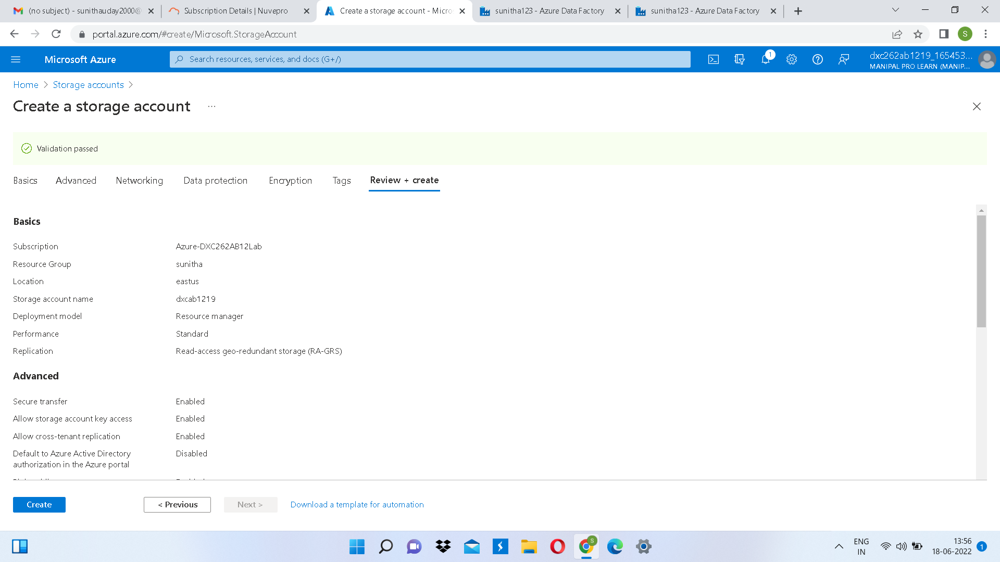 (no subject) - sunithauday2000@
Subscription Details | Nuvepro
Create a storage account - Micro
sunitha123 - Azure Data Factory
sunitha123 - Azure Data Factory
portal.azure.com/#create/Microsoft.StorageAccount
S
Microsoft Azure
Search resources, services, and docs (G+/)
1
dxc262ab1219_165453...
MANIPAL PRO LEARN (MANIP...
Home > Storage accounts >
Create a storage account ...
Validation passed
Basics Advanced Networking Data protection Encryption Tags Review + create
Basics
Subscription Azure-DXC262AB12Lab
Resource Group sunitha
Location eastus
Storage account name dxcab1219
Deployment model Resource manager
Performance Standard
Replication Read-access geo-redundant storage (RA-GRS)
Advanced
Secure transfer Enabled
Allow storage account key access Enabled
Allow cross-tenant replication Enabled
Default to Azure Active Directory Disabled
authorization in the Azure portal
Create < Previous Next > Download a template for automation
S
ENG
IN
13:56
18-06-2022
1